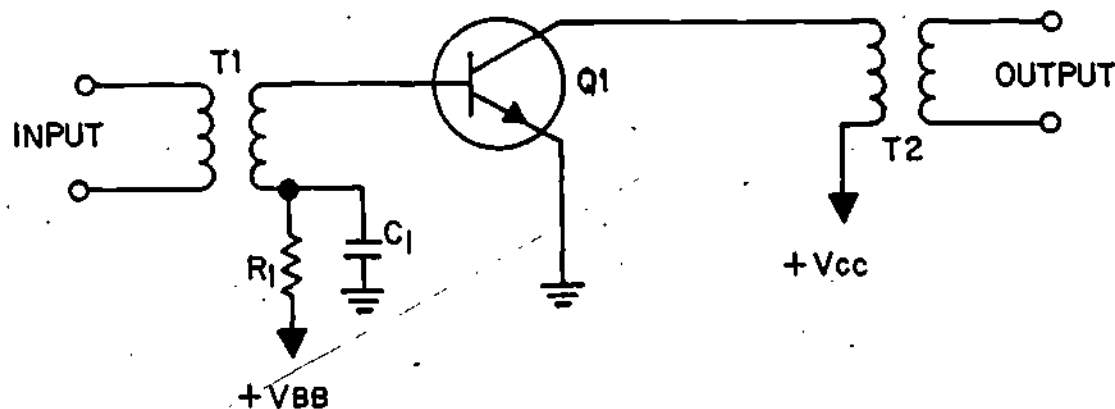 T1
Q1
INPUT
OUTPUT
T2
R1
C1
+VCC
+VBB